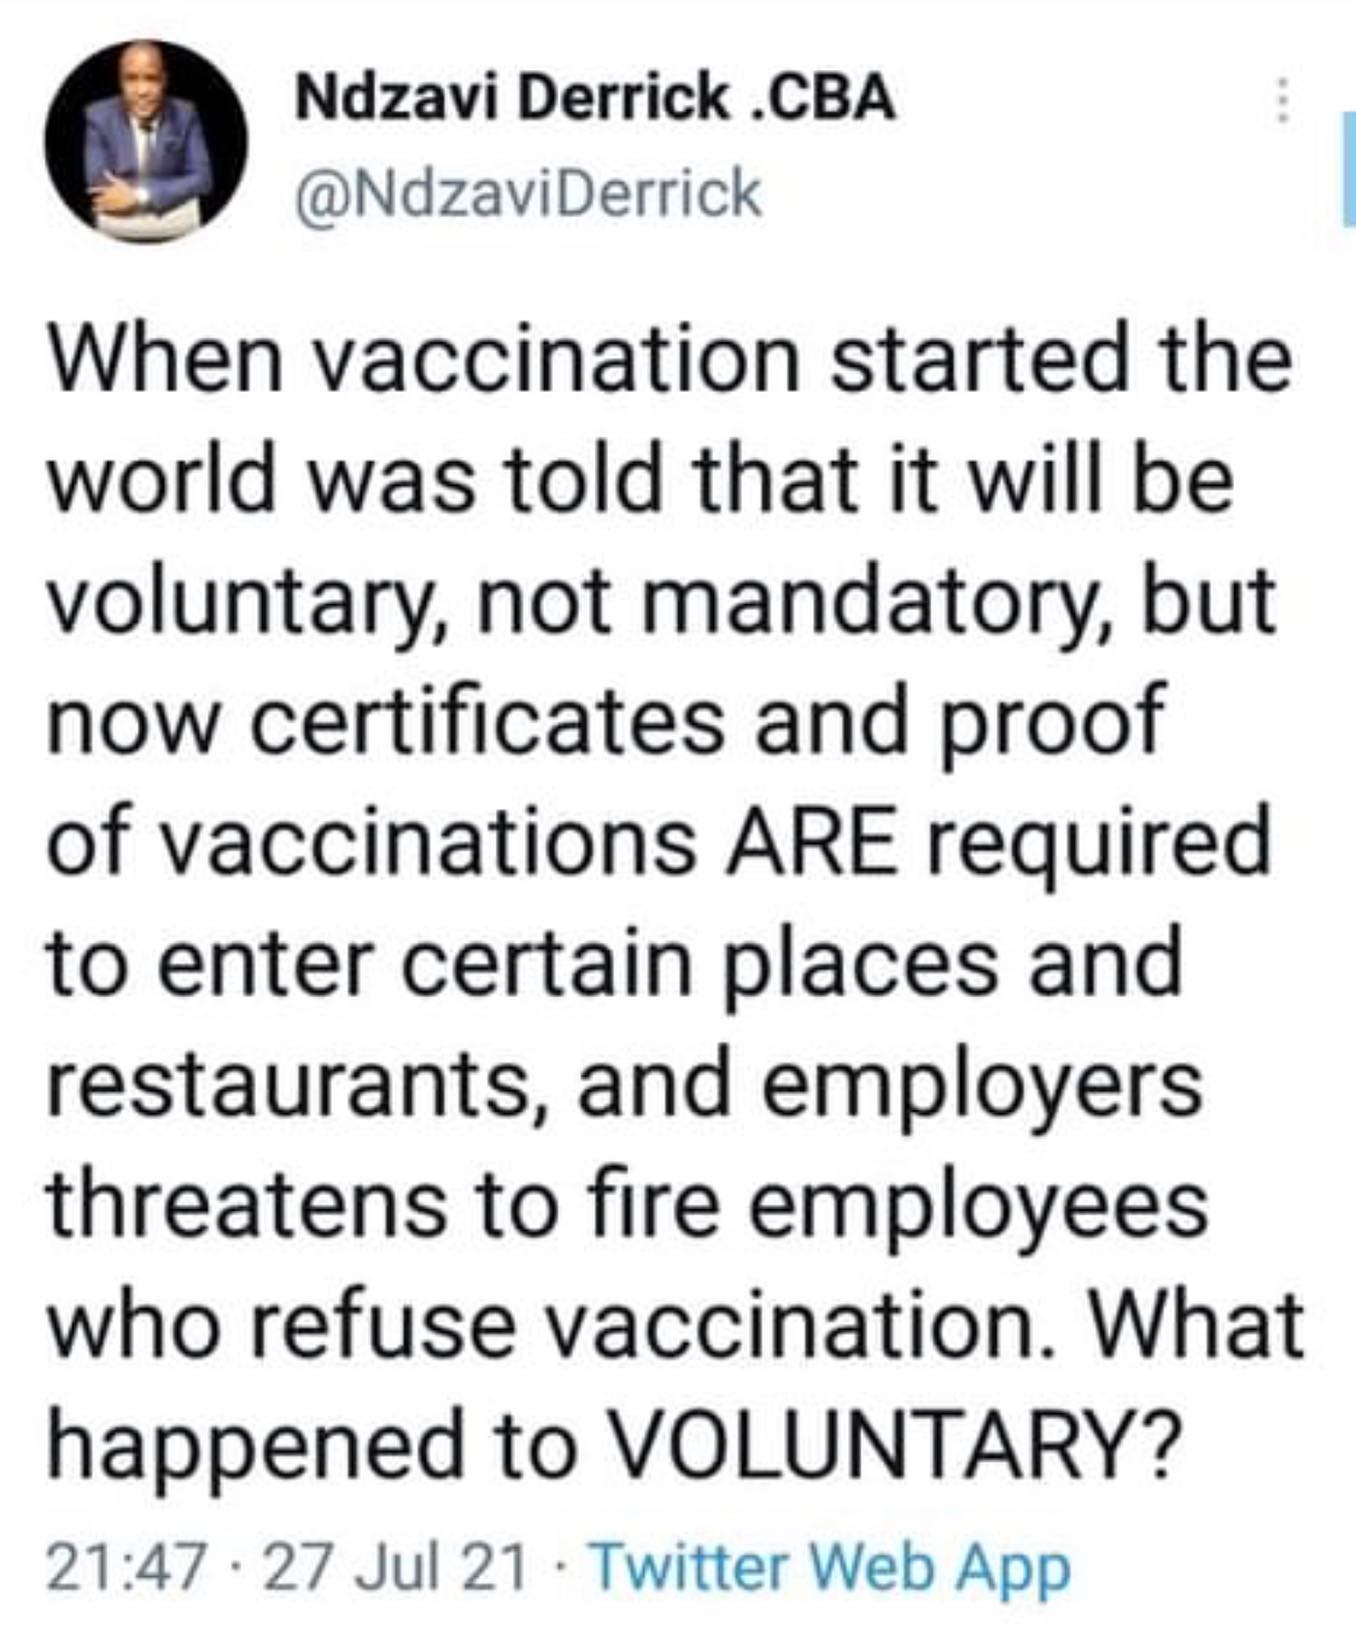 Ndzavi Derrick .CBA
@NdzaviDerrick
When vaccination started the
world was told that it will be
voluntary, not mandatory, but
now certificates and proof
of vaccinations ARE required
to enter certain places and
restaurants, and employers
threatens to fire employees
who refuse vaccination. What
happened to VOLUNTARY?
21:47 · 27 Jul 21 · Twitter Web App